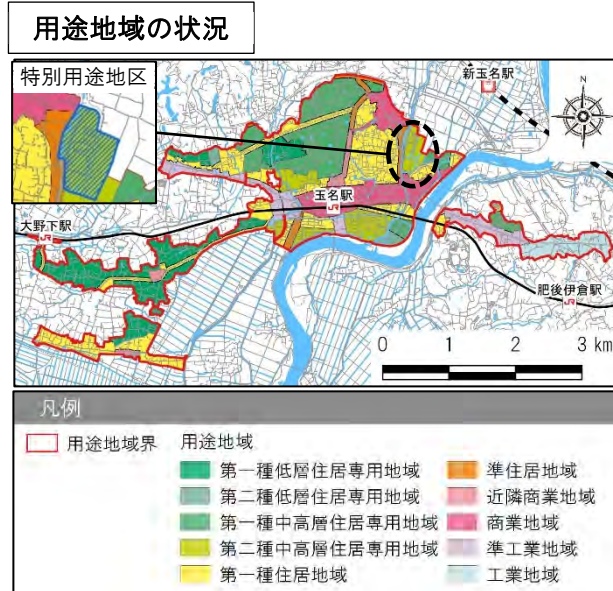 用途地域の状況
特別用途地区
新玉名駅
N
玉名駅
JR
大野下駅
JR
肥後伊倉駅
JR
0 1 2 3 km
凡例
用途地域界
用途地域
第一種低層住居専用地域
第二種低層住居専用地域
第一種中高層住居専用地域
第二種中高層住居専用地域
第一種住居地域
準住居地域
近隣商業地域
商業地域
準工業地域
工業地域